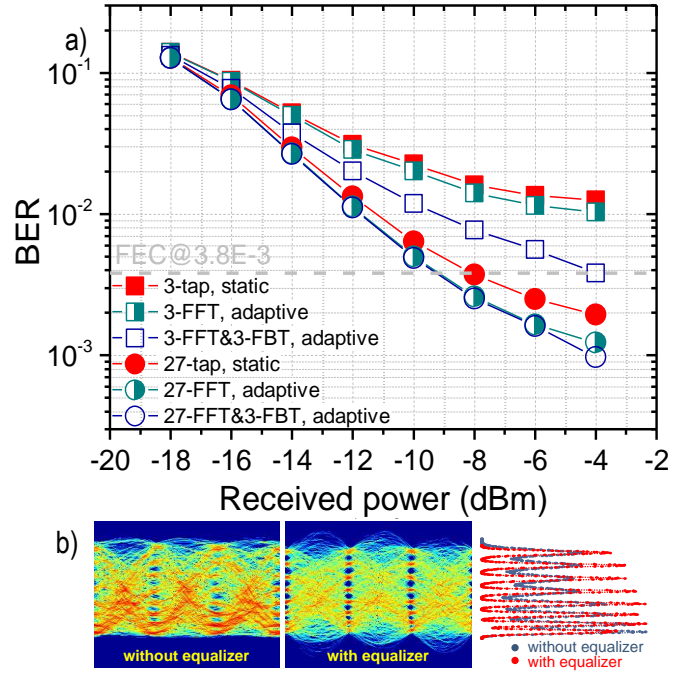 a)
10⁻¹
10⁻²
10⁻³
BER
FEC@3.8E-3
3-tap, static
3-FFT, adaptive
3-FFT&3-FBT, adaptive
27-tap, static
27-FFT, adaptive
27-FFT&3-FBT, adaptive
-20 -18 -16 -14 -12 -10 -8 -6 -4 -2
Received power (dBm)
b)
without equalizer
with equalizer
without equalizer
with equalizer